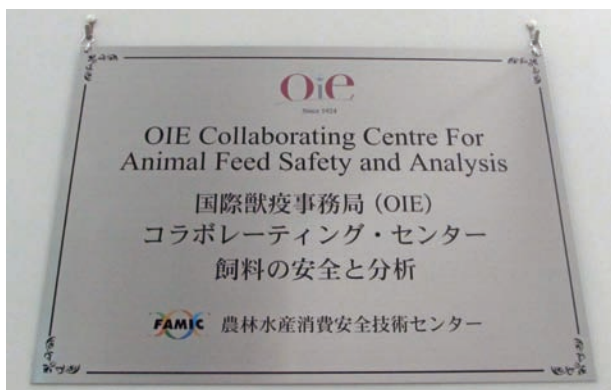 OiE
Since 1924
OIE Collaborating Centre For
Animal Feed Safety and Analysis
国際獣疫事務局 (OIE)
コラボレーティング・センター
飼料の安全と分析
FAMIC 農林水産消費安全技術センター